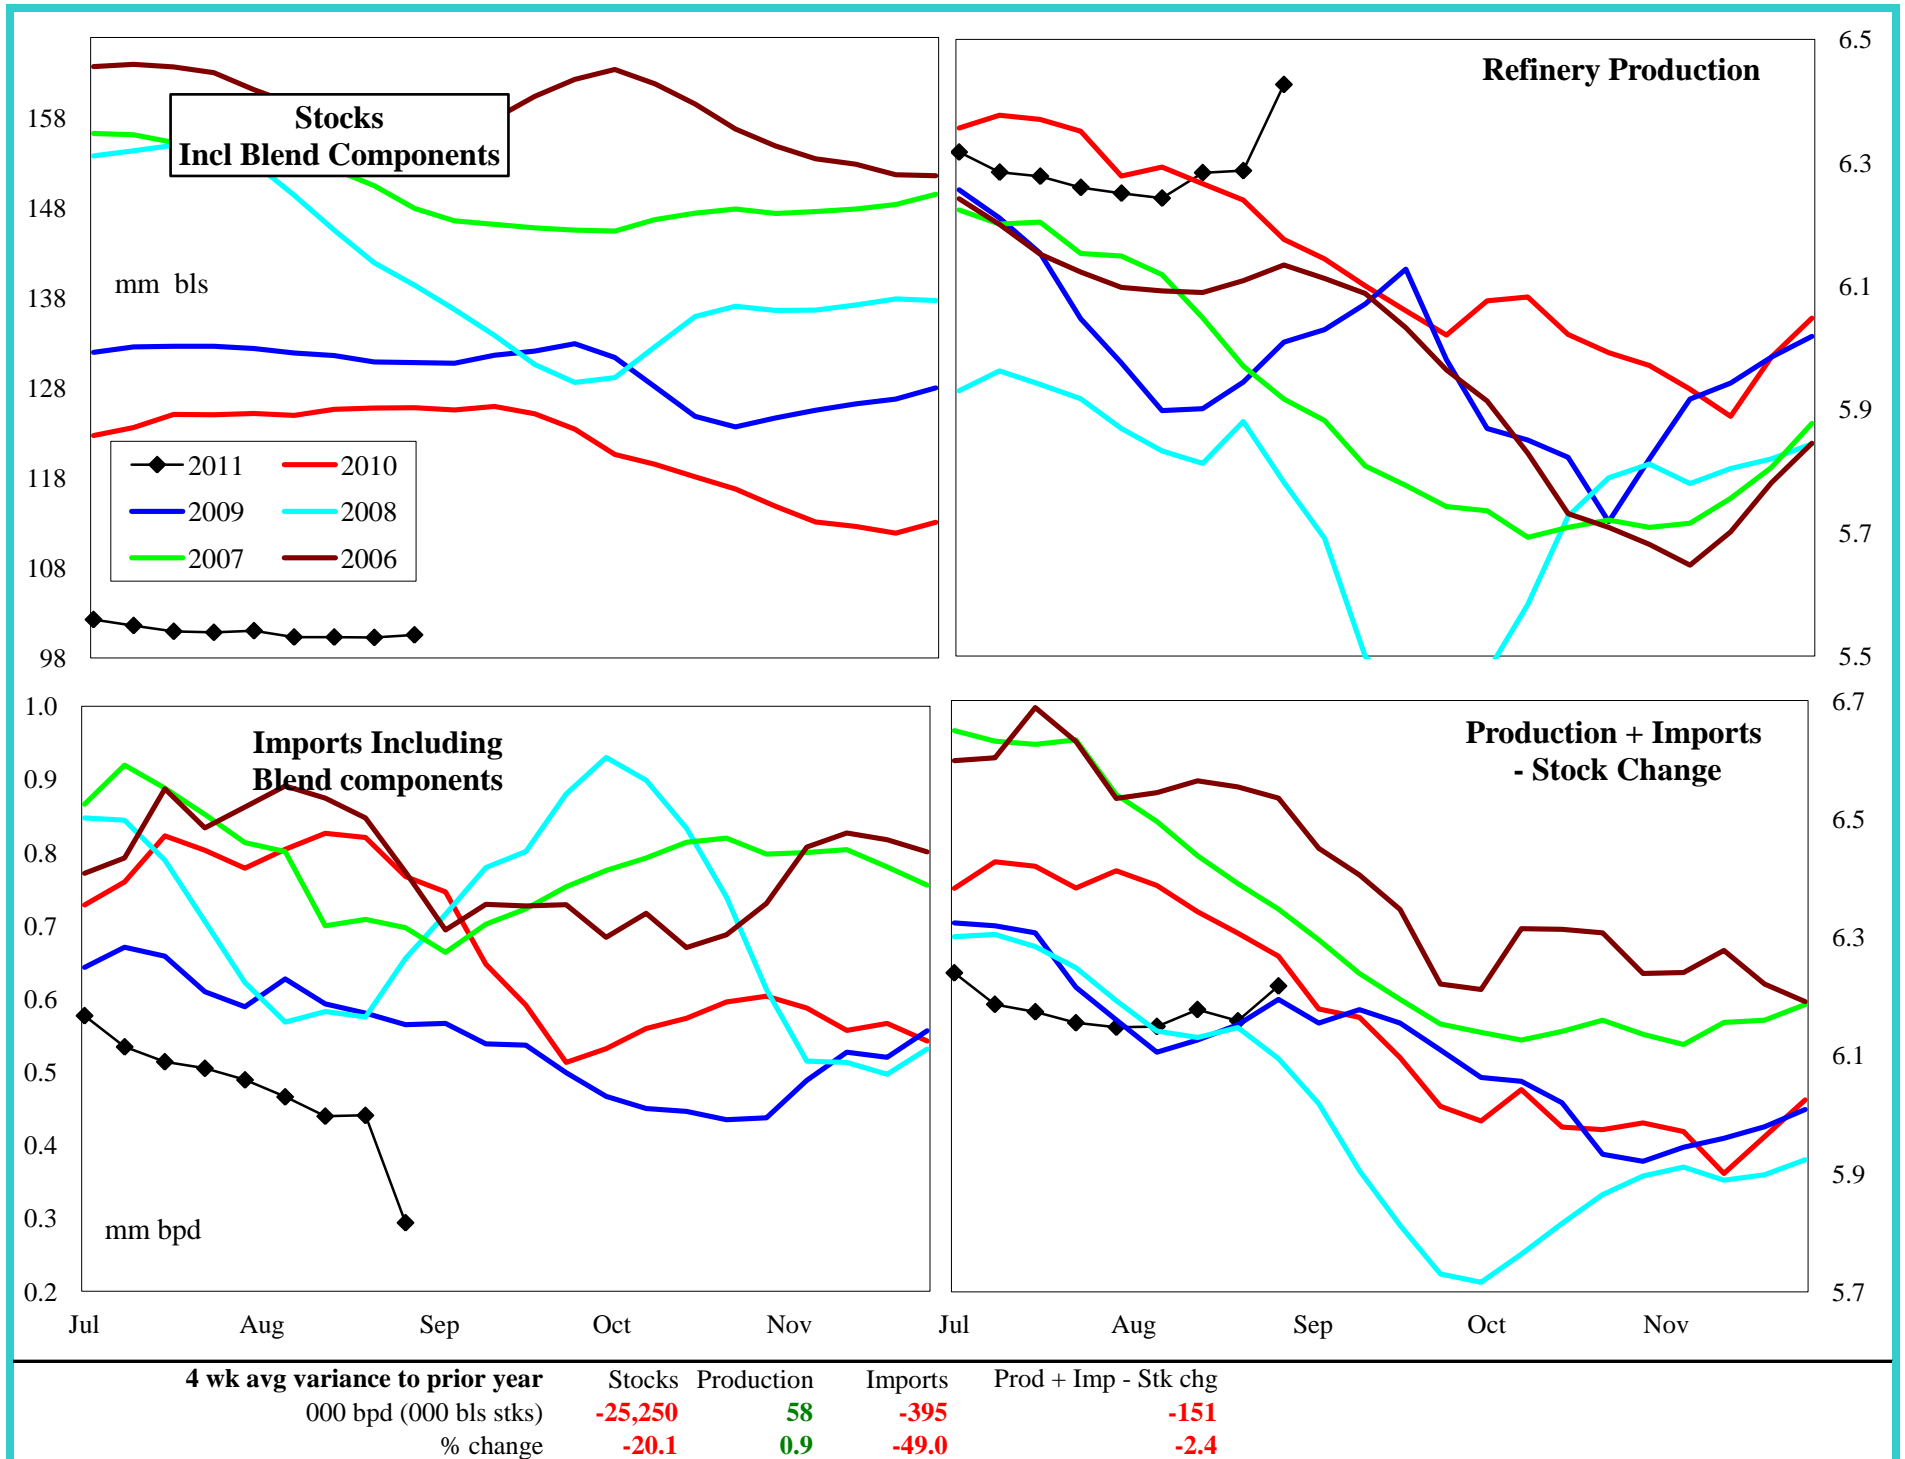 Stocks
Incl Blend Components
158
148
mm bls
138
128
118
108
98
2011 2010
2009 2008
2007 2006
Refinery Production
6.5
6.3
6.1
5.9
5.7
5.5
Imports Including
Blend components
1.0
0.9
0.8
0.7
0.6
0.5
0.4
0.3
0.2
mm bpd
Jul Aug Sep Oct Nov
Production + Imports
- Stock Change
6.7
6.5
6.3
6.1
5.9
5.7
Jul Aug Sep Oct Nov
4 wk avg variance to prior year Stocks Production Imports Prod + Imp - Stk chg
000 bpd (000 bls stks) -25,250 58 -395 -151
% change -20.1 0.9 -49.0 -2.4